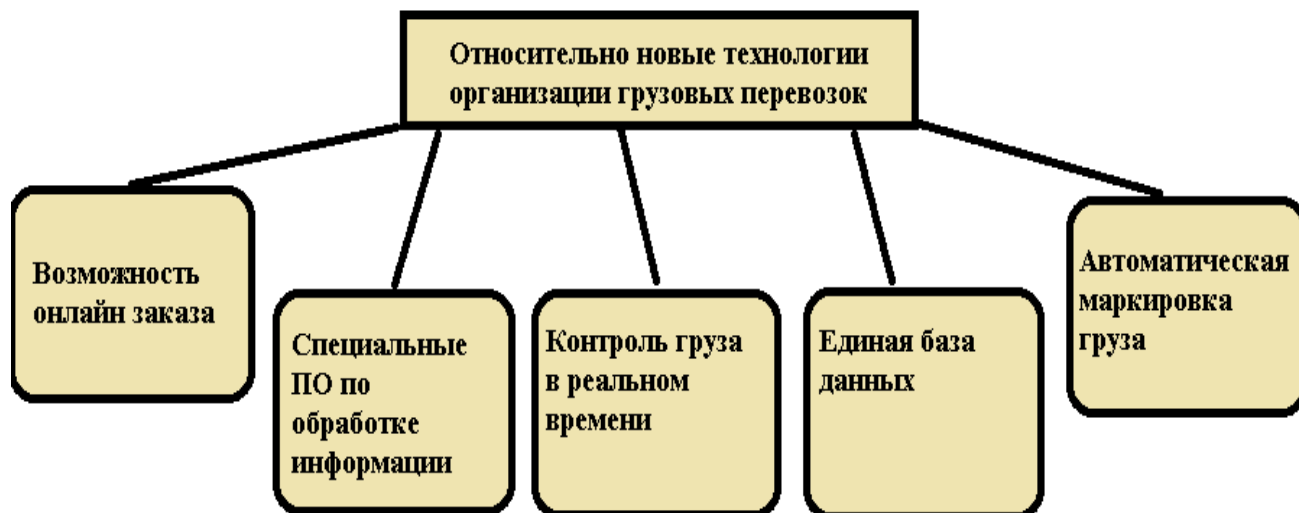 Относительно новые технологии
организации грузовых перевозок
Возможность
онлайн заказа
Специальные
ПО по
обработке
информации
Контроль груза
в реальном
времени
Единая база
данных
Автоматическая
маркировка
груза